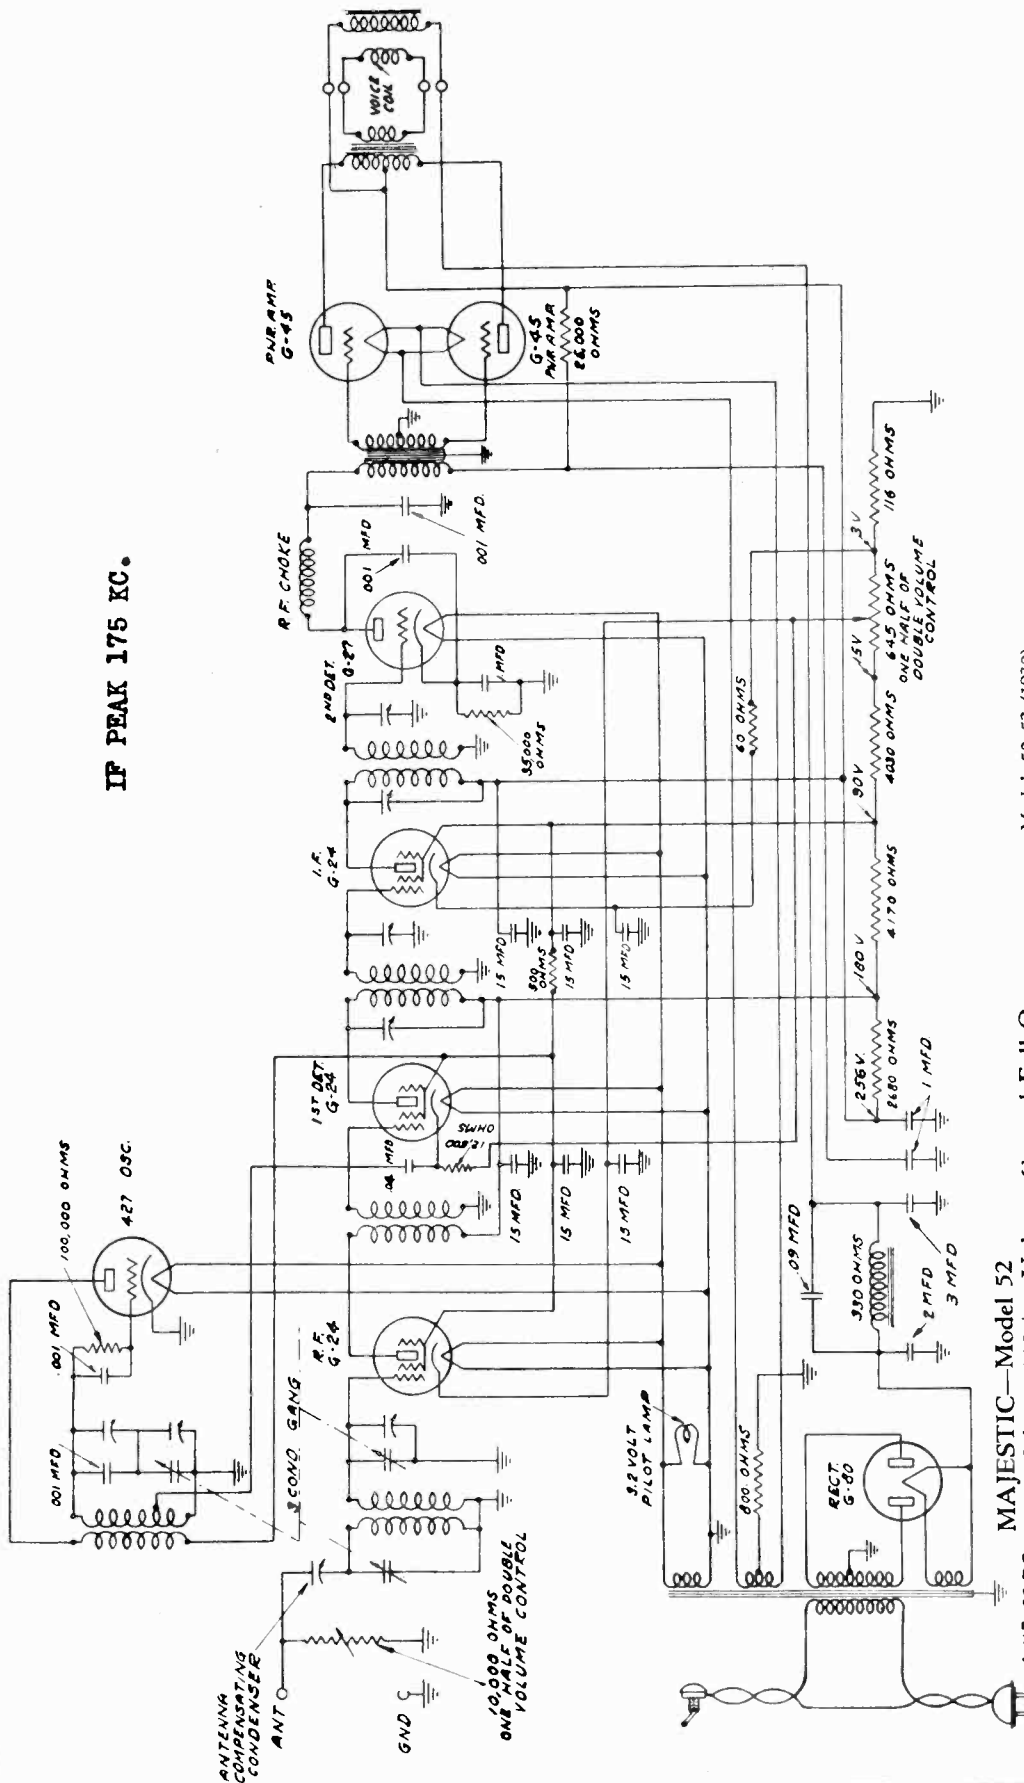 IF PEAK 175 KC.
ANTENNA
COMPENSATING
CONDENSER
ANT
GND
10,000 OHMS
ONE HALF OF DOUBLE
VOLUME CONTROL
3 COND. GANG
R.F.
G-24
.001 MFD
.001 MFD
100,000 OHMS
427 OSC.
1ST DET.
G-24
.04 MFD
OHMS
.15 MFD
.15 MFD
.15 MFD
I.F.
G-24
.15 MFD
800
OHMS
.15 MFD
.15 MFD
2ND DET.
G-27
35,000
OHMS
.1 MFD
R.F. CHOKE
.001 MFD
.001 MFD.
PWR. AMP.
G-45
G-45
PWR. AMP.
26,000
OHMS
VOICE
COIL
3.2 VOLT
PILOT LAMP
800 OHMS
60 OHMS
RECT.
G-80
.09 MFD
330 OHMS
2 MFD
3 MFD
1 MFD
256V.
2680 OHMS
180V
4170 OHMS
90V
4030 OHMS
15V
645 OHMS
ONE HALF OF
DOUBLE VOLUME
CONTROL
3V
116 OHMS
MAJESTIC—Model 52